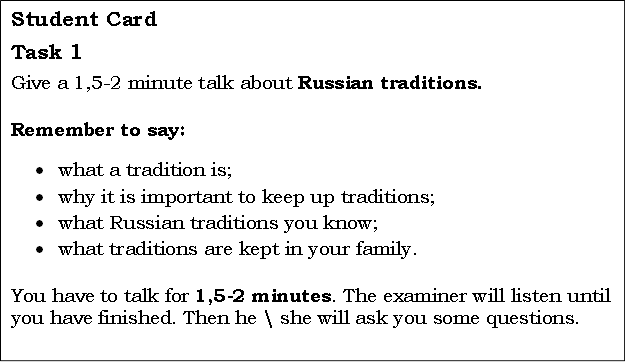 Student Card
Task 1
Give a 1,5-2 minute talk about Russian traditions.
Remember to say:
• what a tradition is;
• why it is important to keep up traditions;
• what Russian traditions you know;
• what traditions are kept in your family.
You have to talk for 1,5-2 minutes. The examiner will listen until
you have finished. Then he \ she will ask you some questions.